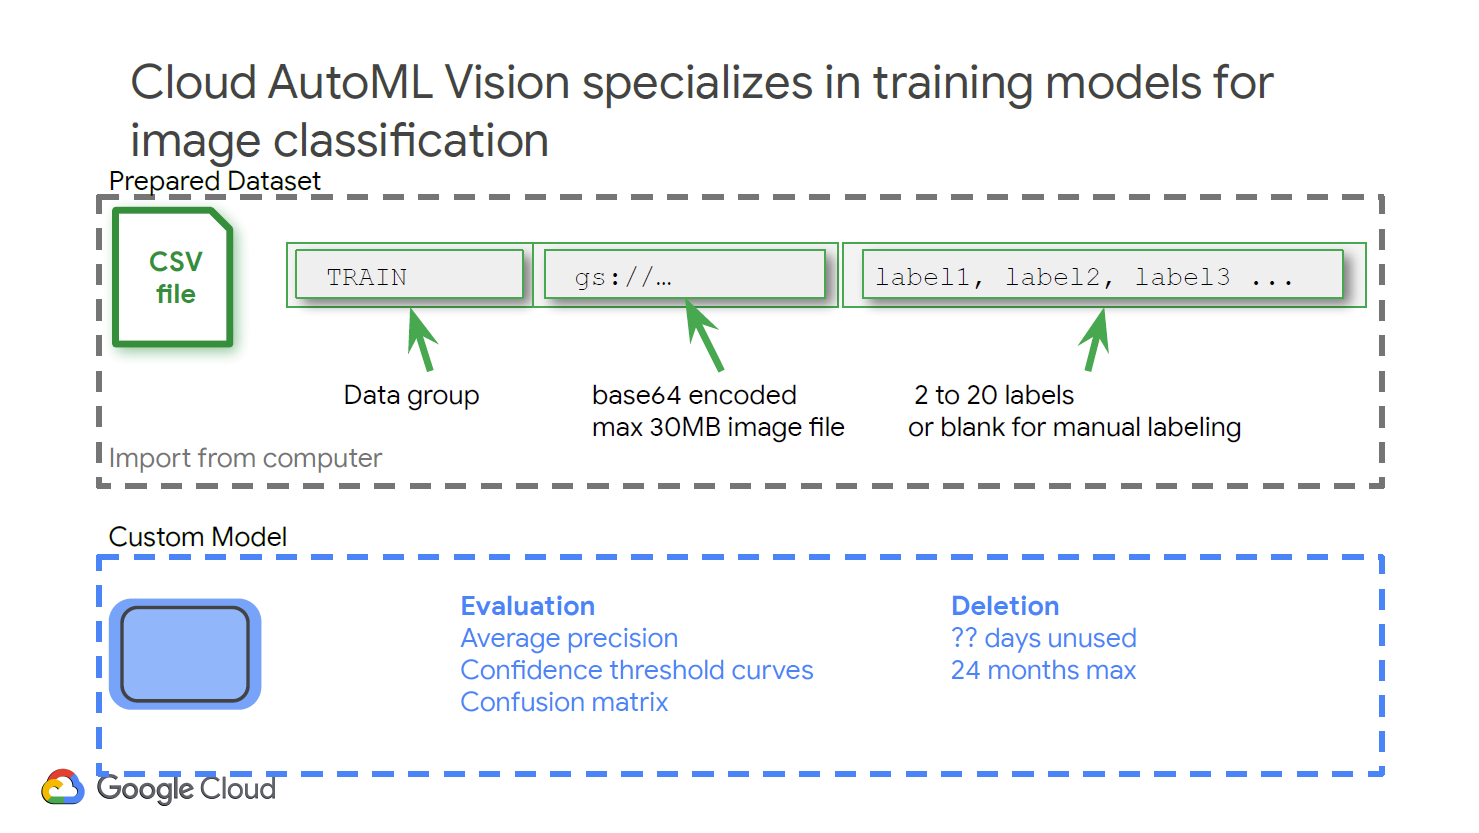 Cloud AutoML Vision specializes in training models for
image classification
Prepared Dataset
CSV
file
TRAIN
gs://…
label1, label2, label3 ...
Data group
base64 encoded
max 30MB image file
2 to 20 labels
or blank for manual labeling
Import from computer
Custom Model
Evaluation
Average precision
Confidence threshold curves
Confusion matrix
Deletion
?? days unused
24 months max
Google Cloud